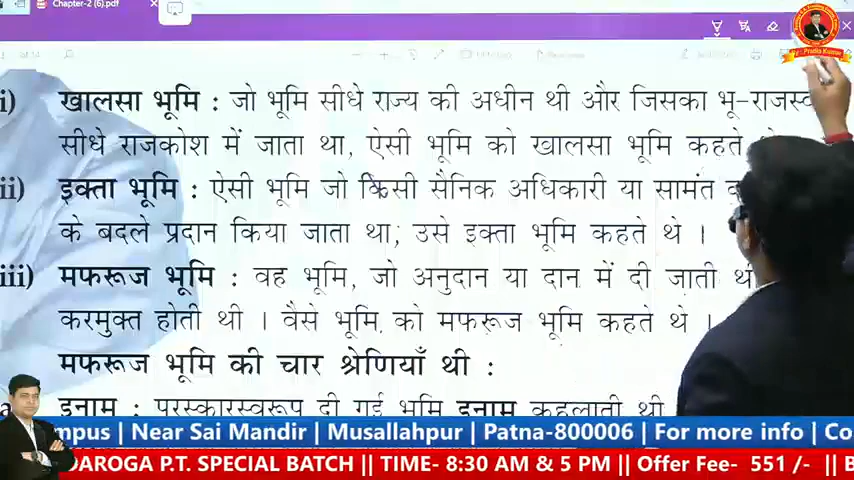 Chapter-2 (6).pdf
Pradip Kumar
i) खालसा भूमि : जो भूमि सीधे राज्य की अधीन थी और जिसका भू-राजस्व
सीधे राजकोश में जाता था, ऐसी भूमि को खालसा भूमि कहते
ii) इक्ता भूमि : ऐसी भूमि जो किसी सैनिक अधिकारी या सामंत
के बदले प्रदान किया जाता था, उसे इक्ता भूमि कहते थे ।
iii) मफरूज भूमि : वह भूमि, जो अनुदान या दान में दी जाती
करमुक्त होती थी । वैसे भूमि को मफरूज भूमि कहते थे ।
मफरूज भूमि की चार श्रेणियाँ थी :
इनाम : पुरस्कारस्वरूप दी गई भूमि इनाम कहलाती थी
mpus | Near Sai Mandir | Musallahpur | Patna-800006 | For more info | Co
DAROGA P.T. SPECIAL BATCH || TIME- 8:30 AM & 5 PM || Offer Fee- 551 /- || B